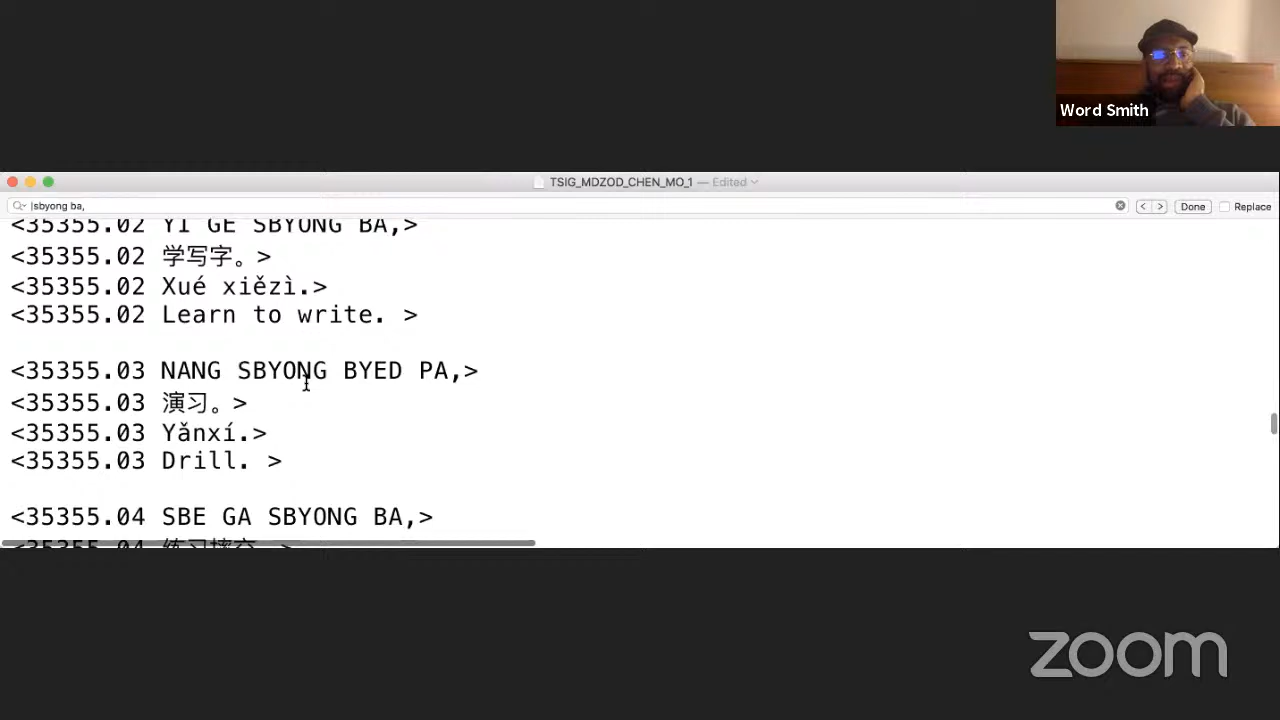 Word Smith
TSIG_MDZOD_CHEN_MO_1 — Edited
|sbyong ba,
Done
Replace
<35355.02 YI GE SBYONG BA,>
<35355.02 学写字。>
<35355.02 Xué xiězì.>
<35355.02 Learn to write. >
<35355.03 NANG SBYONG BYED PA,>
<35355.03 演习。>
<35355.03 Yǎnxí.>
<35355.03 Drill. >
<35355.04 SBE GA SBYONG BA,>
zoom